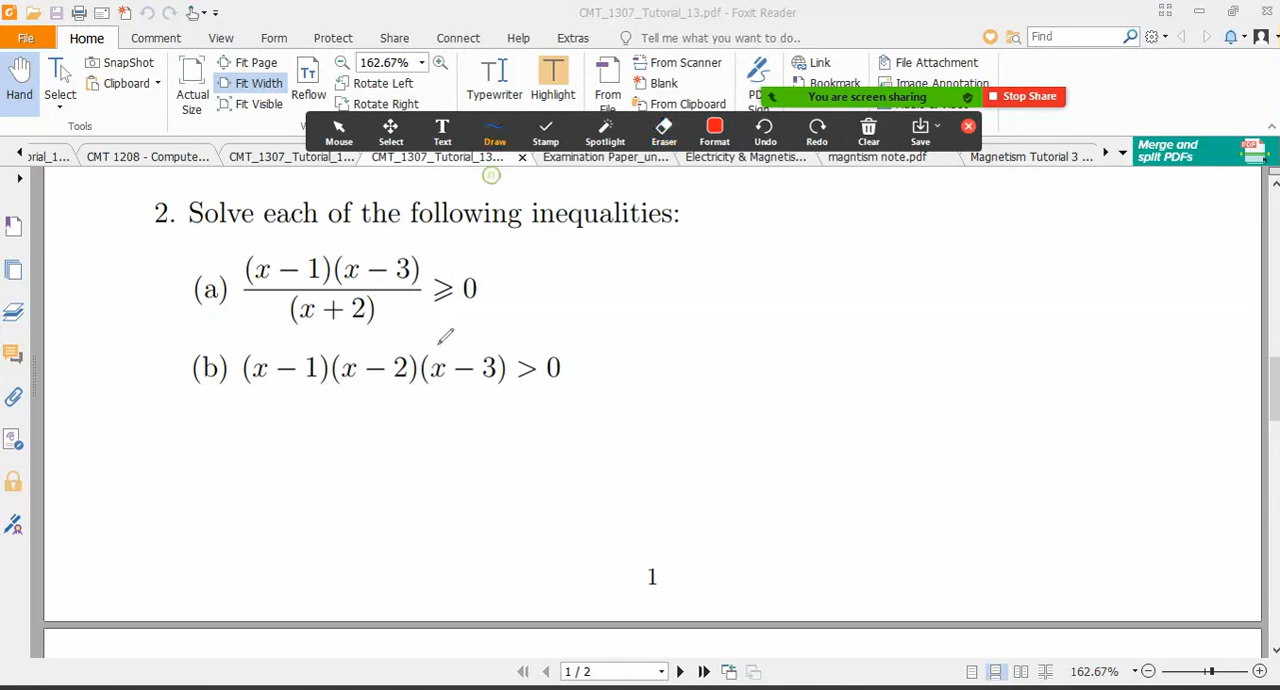 CMT_1307_Tutorial_13.pdf - Foxit Reader
File Home Comment View Form Protect Share Connect Help Extras Tell me what you want to do.. Find
Hand Select SnapShot Clipboard Actual Size Fit Page Fit Width Fit Visible Reflow 162.67% Rotate Left Rotate Right Typewriter Highlight From File From Scanner Blank From Clipboard Link Bookmark File Attachment Image Annotation
Tools
You are screen sharing Stop Share
Mouse Select Text Draw Stamp Spotlight Eraser Format Undo Redo Clear Save
rial_1... CMT 1208 - Compute... CMT_1307_Tutorial_1... CMT_1307_Tutorial_13... Examination Paper_un... Electricity & Magnetis... magntism note.pdf Magnetism Tutorial 3 ... Merge and split PDFs
2. Solve each of the following inequalities:
(a) (x − 1)(x − 3) / (x + 2) ⩾ 0
(b) (x − 1)(x − 2)(x − 3) > 0
1
1 / 2 162.67%